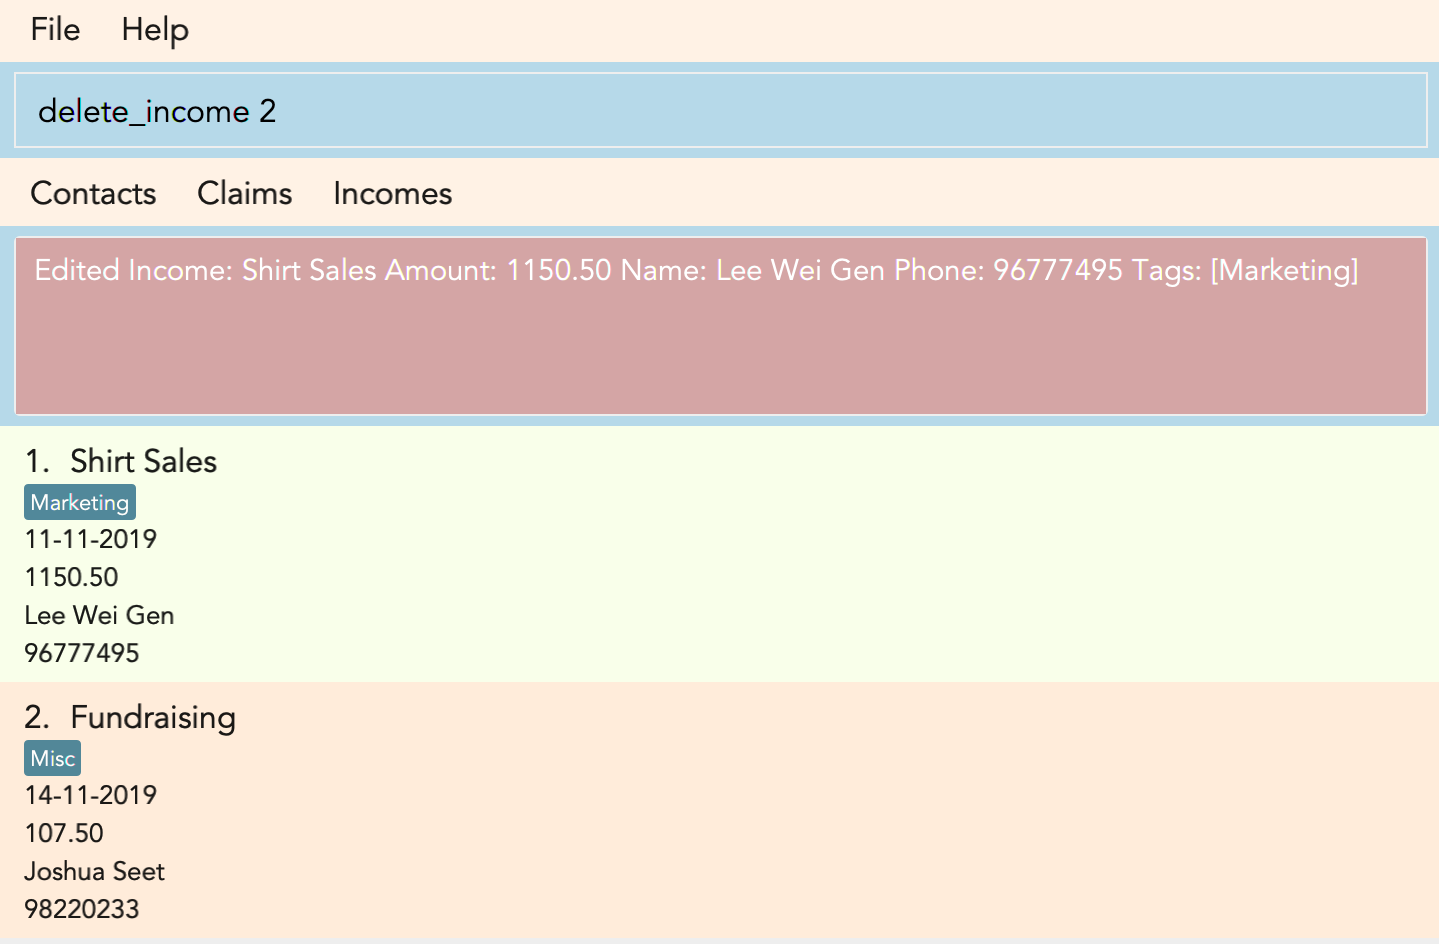 File Help
delete_income 2
Contacts Claims Incomes
Edited Income: Shirt Sales Amount: 1150.50 Name: Lee Wei Gen Phone: 96777495 Tags: [Marketing]
1. Shirt Sales
Marketing
11-11-2019
1150.50
Lee Wei Gen
96777495
2. Fundraising
Misc
14-11-2019
107.50
Joshua Seet
98220233